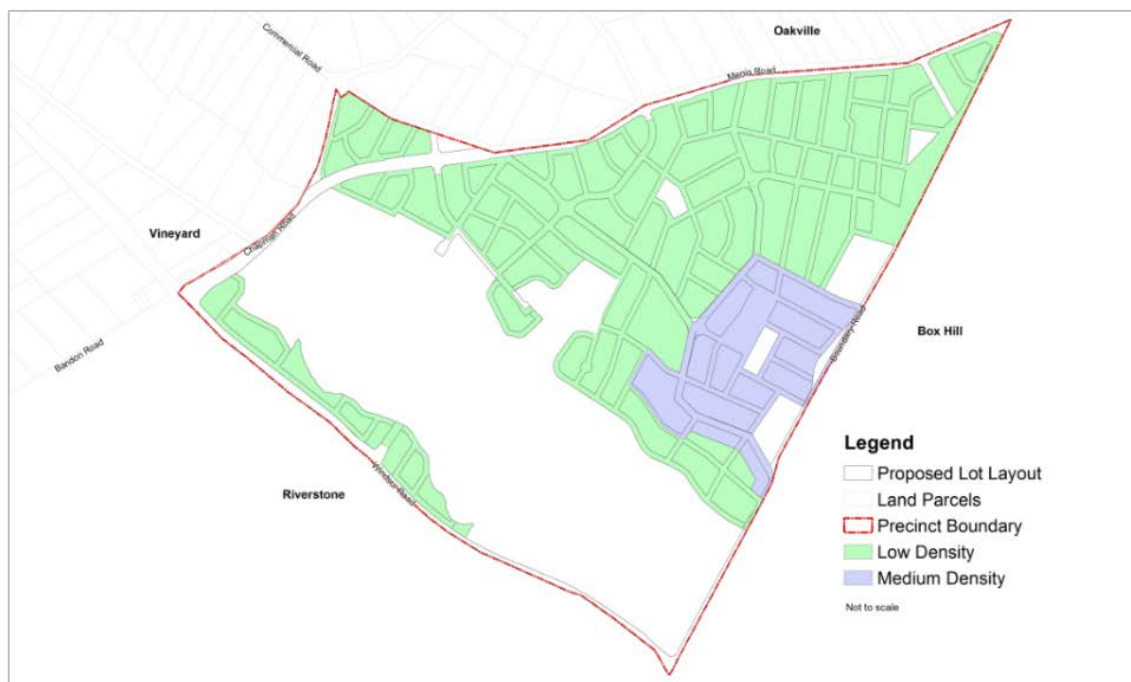 Oakville
Commercial Road
Menin Road
Vineyard
Chapman Road
Bandon Road
Boundary Road
Box Hill
Riverstone
Windsor Road
Legend
Proposed Lot Layout
Land Parcels
Precinct Boundary
Low Density
Medium Density
Not to scale